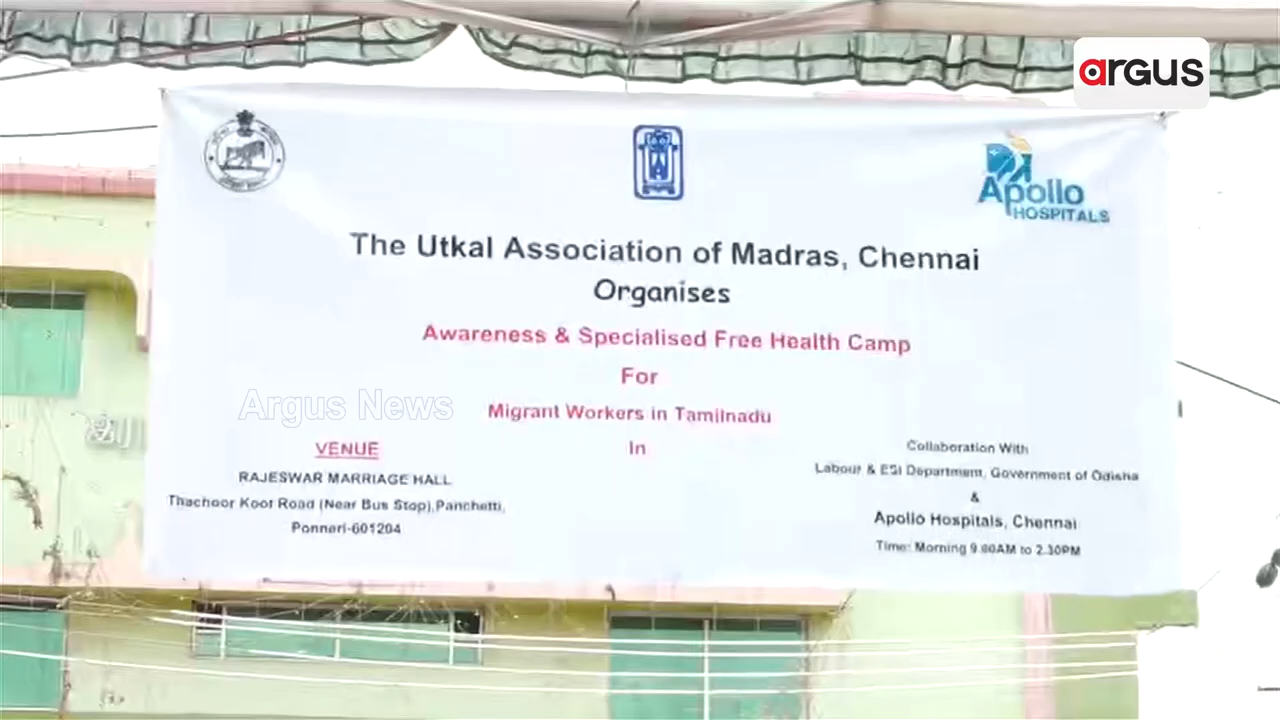 argus
Apollo
HOSPITALS
The Utkal Association of Madras, Chennai
Organises
Awareness & Specialised Free Health Camp
For
Argus News
Migrant Workers in Tamilnadu
In
VENUE
RAJESWAR MARRIAGE HALL
Thachoor Koot Road (Near Bus Stop),Panchetti,
Ponneri-601204
Collaboration With
Labour & ESI Department, Government of Odisha
&
Apollo Hospitals, Chennai
Time: Morning 9.00AM to 2.30PM